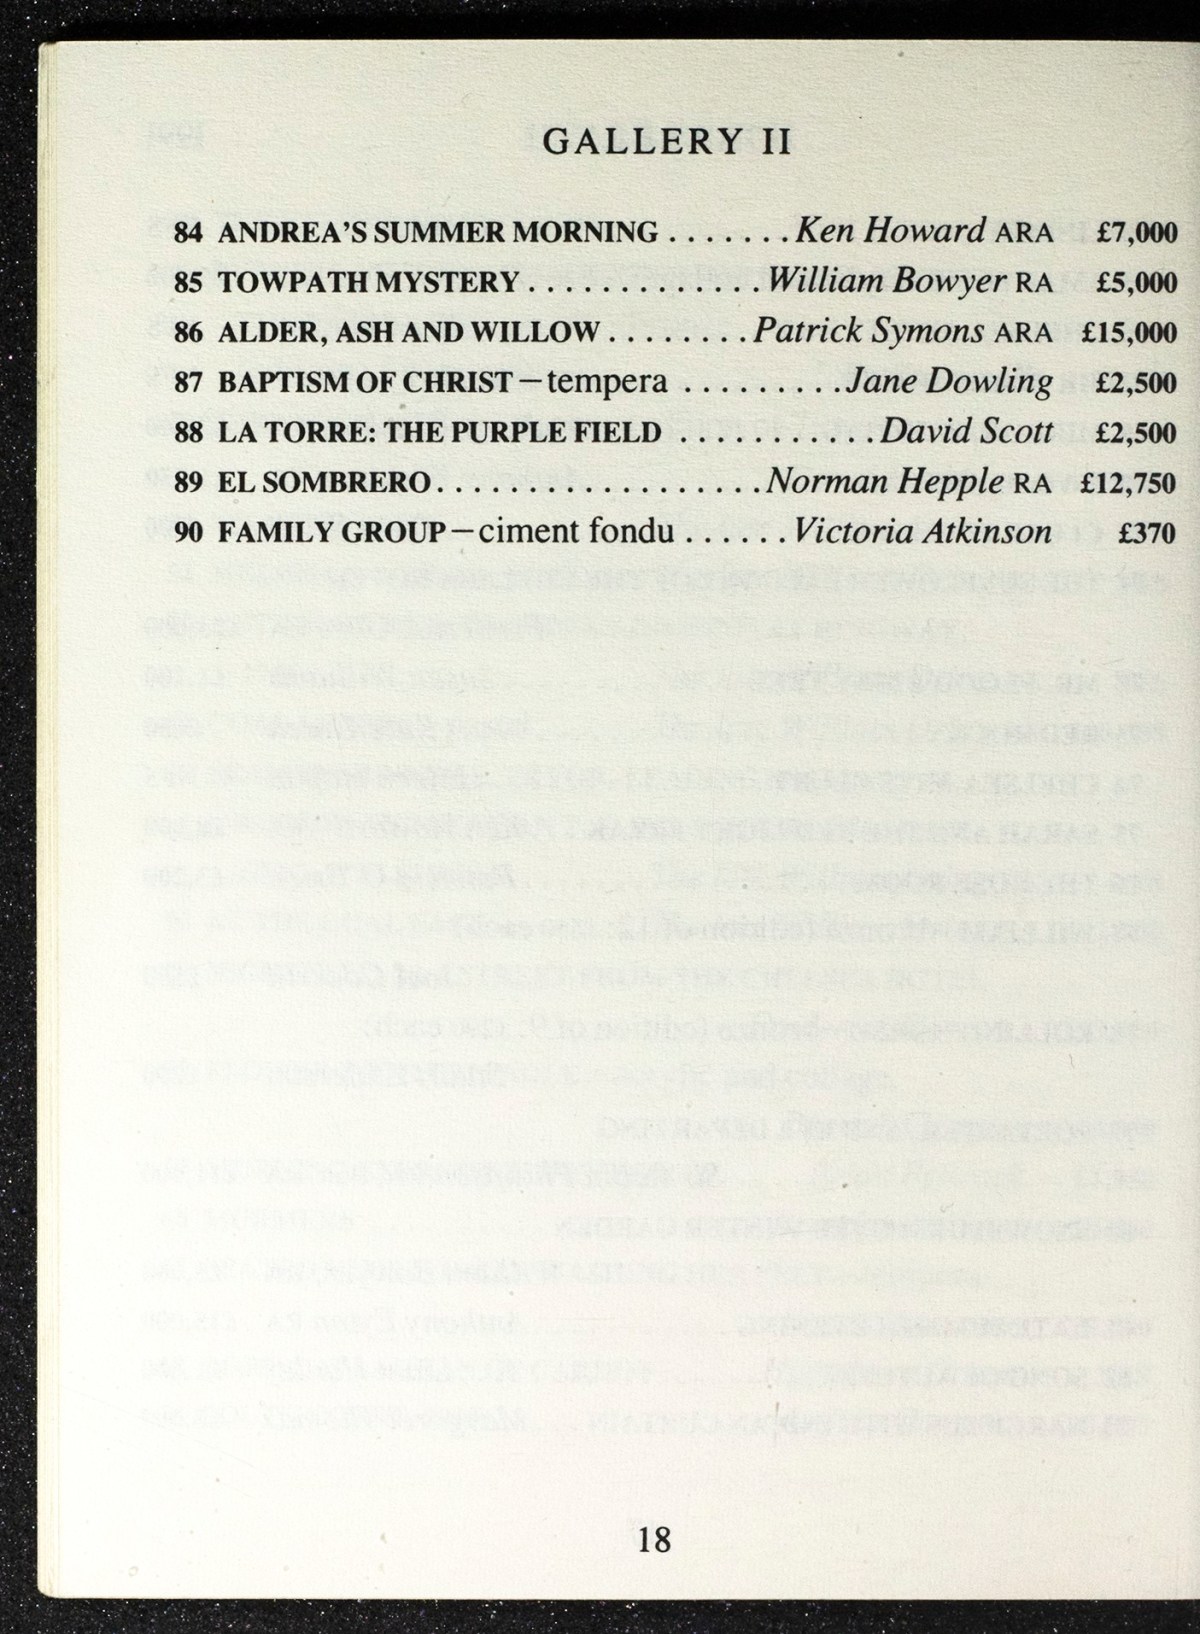 GALLERY II
84 ANDREA'S SUMMER MORNING ....... Ken Howard ARA £7,000
85 TOWPATH MYSTERY ............. William Bowyer RA £5,000
86 ALDER, ASH AND WILLOW ........ Patrick Symons ARA £15,000
87 BAPTISM OF CHRIST—tempera ......... Jane Dowling £2,500
88 LA TORRE: THE PURPLE FIELD ........... David Scott £2,500
89 EL SOMBRERO .................. Norman Hepple RA £12,750
90 FAMILY GROUP—ciment fondu ...... Victoria Atkinson £370
18